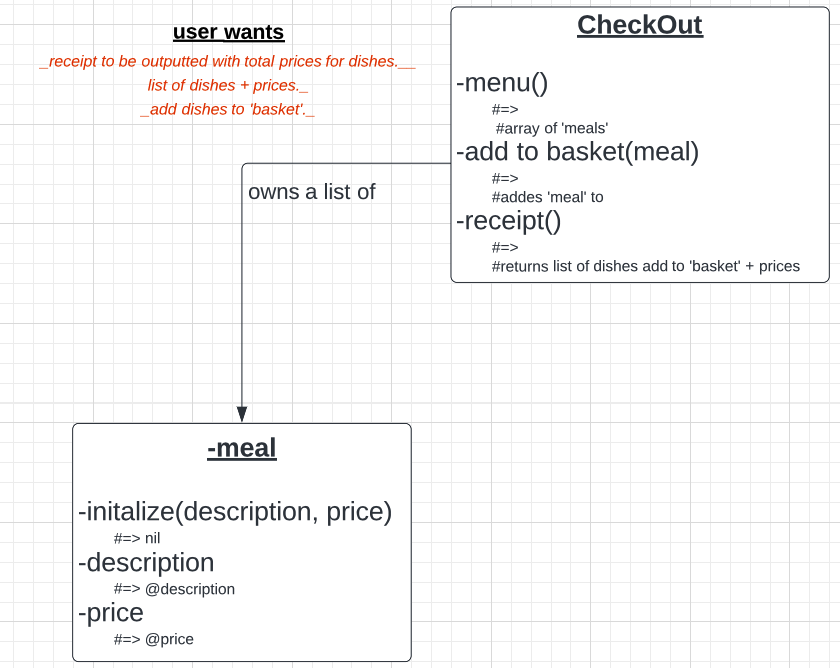 user wants
_receipt to be outputted with total prices for dishes.__
list of dishes + prices._
_add dishes to 'basket'._
CheckOut
-menu()
#=>
#array of 'meals'
-add to basket(meal)
#=>
#addes 'meal' to
-receipt()
#=>
#returns list of dishes add to 'basket' + prices
owns a list of
-meal
-initalize(description, price)
#=> nil
-description
#=> @description
-price
#=> @price